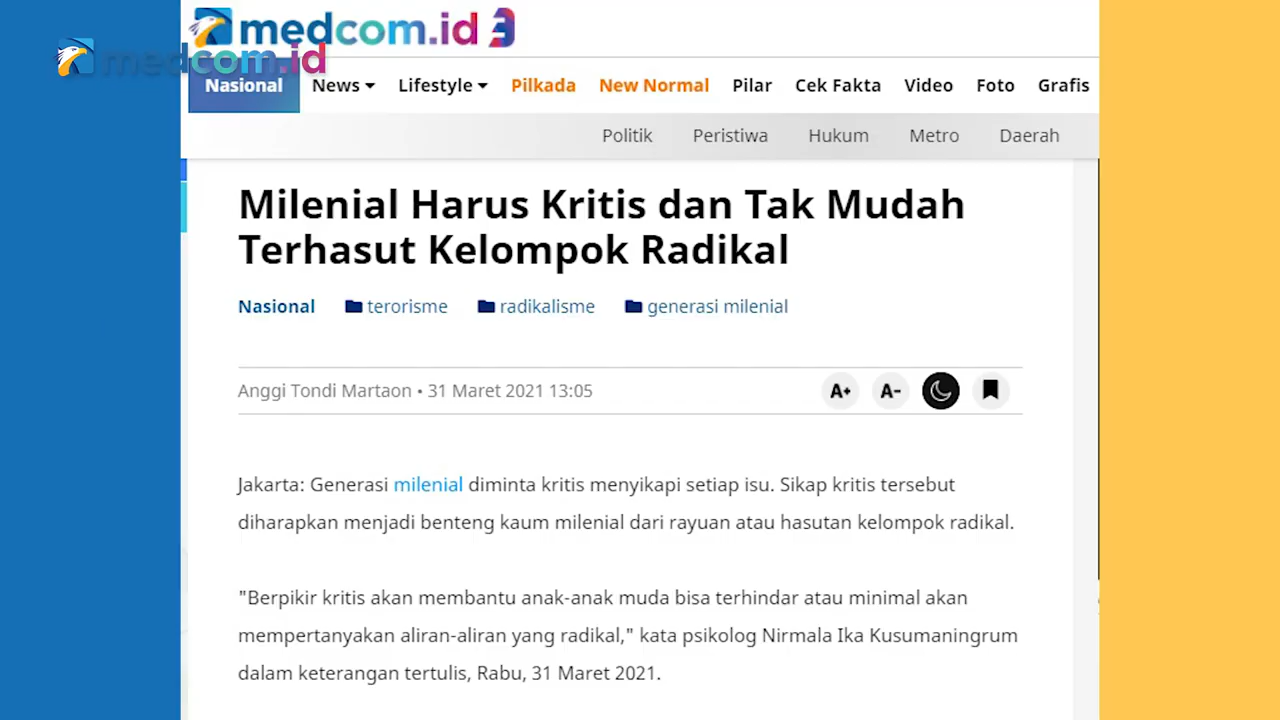 medcom.id 3
medcom.id
Nasional News Lifestyle Pilkada New Normal Pilar Cek Fakta Video Foto Grafis
Politik Peristiwa Hukum Metro Daerah
Milenial Harus Kritis dan Tak Mudah
Terhasut Kelompok Radikal
Nasional terorisme radikalisme generasi milenial
Anggi Tondi Martaon • 31 Maret 2021 13:05
A+ A-
Jakarta: Generasi milenial diminta kritis menyikapi setiap isu. Sikap kritis tersebut
diharapkan menjadi benteng kaum milenial dari rayuan atau hasutan kelompok radikal.
"Berpikir kritis akan membantu anak-anak muda bisa terhindar atau minimal akan
mempertanyakan aliran-aliran yang radikal," kata psikolog Nirmala Ika Kusumaningrum
dalam keterangan tertulis, Rabu, 31 Maret 2021.